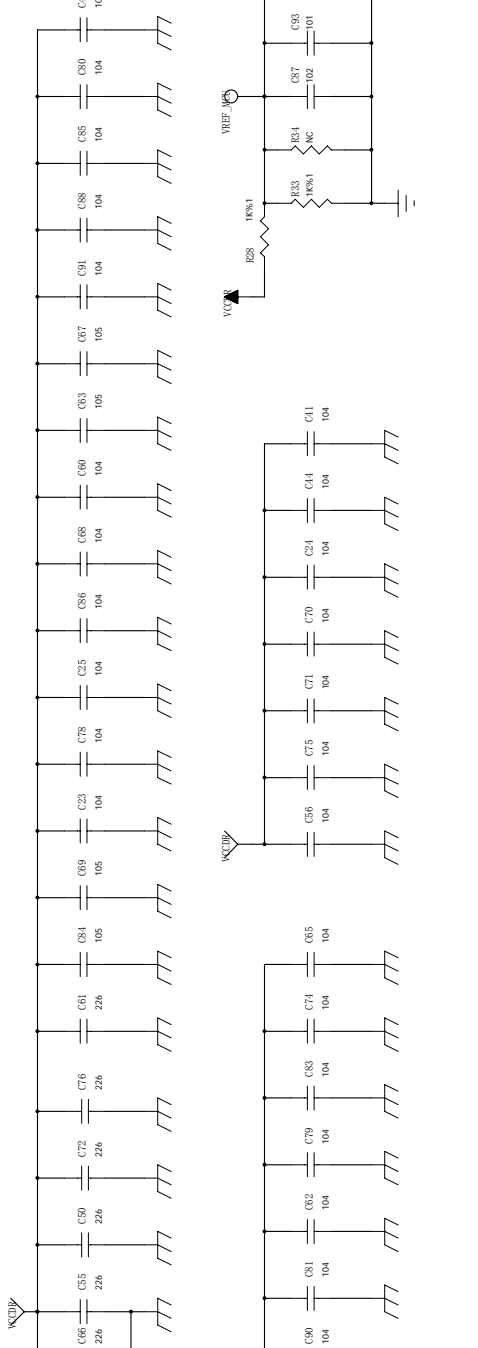 C80
104
C85
104
C88
104
C91
104
C67
105
C63
105
C60
104
C68
104
C86
104
C25
104
C78
104
C23
104
C69
105
C84
105
C61
226
C76
226
C72
226
C50
226
C55
226
C66
226
VCCDR
C93
101
C87
102
VREF_MCU
R34
NC
R33
1K%1
1K%1
R28
VCCDR
C41
104
C44
104
C24
104
C70
104
C71
104
C75
104
C56
104
VCCDR
C65
104
C74
104
C83
104
C79
104
C62
104
C81
104
C90
104